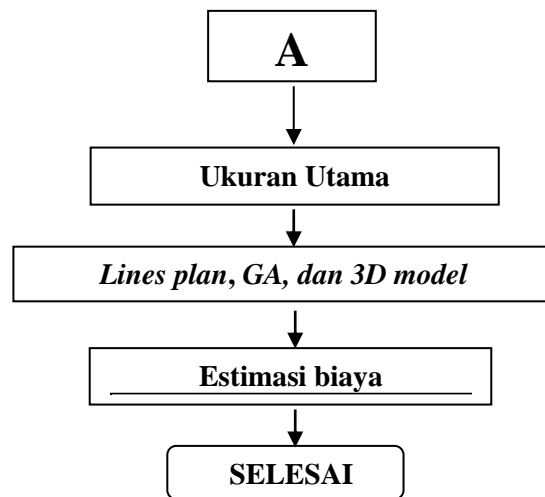 A
Ukuran Utama
Lines plan, GA, dan 3D model
Estimasi biaya
SELESAI